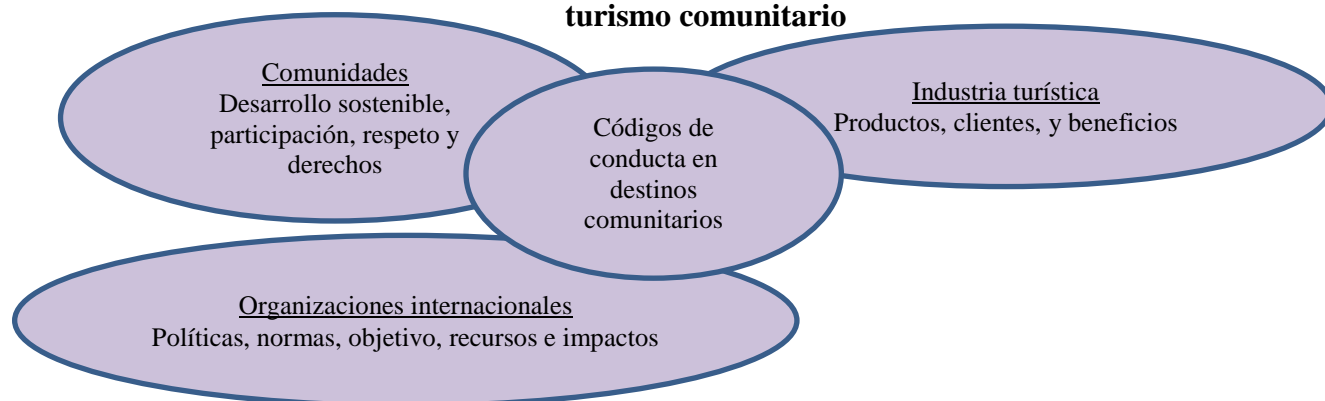 turismo comunitario
Comunidades
Desarrollo sostenible,
participación, respeto y
derechos
Códigos de
conducta en
destinos
comunitarios
Industria turística
Productos, clientes, y beneficios
Organizaciones internacionales
Políticas, normas, objetivo, recursos e impactos